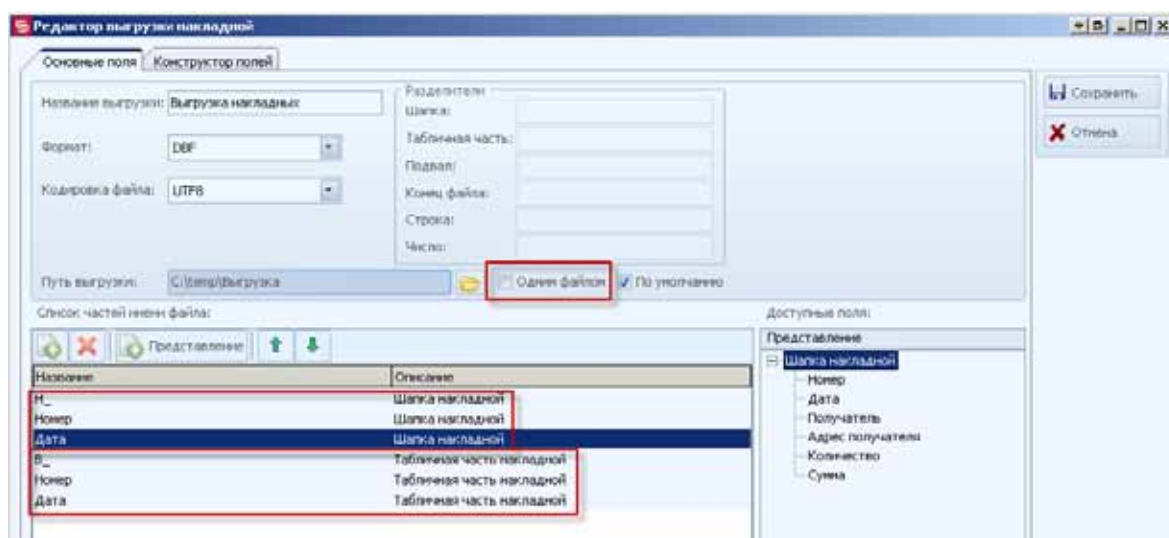 Редактор выгрузки накладной
Основные поля Конструктор полей
Название выгрузки: Выгрузка накладных
Формат: DBF
Кодировка файла: UTF8
Разделители
Шапка:
Табличная часть:
Подвал:
Конец файла:
Строка:
Число:
Путь выгрузки: C:\temp\Выгрузка Одним файлом По умолчанию
Сохранить
Отмена
Список частей имени файла:
Представление
Название Описание
H_ Шапка накладной
Номер Шапка накладной
Дата Шапка накладной
B_ Табличная часть накладной
Номер Табличная часть накладной
Дата Табличная часть накладной
Доступные поля:
Представление
Шапка накладной
Номер
Дата
Получатель
Адрес получателя
Количество
Сумма